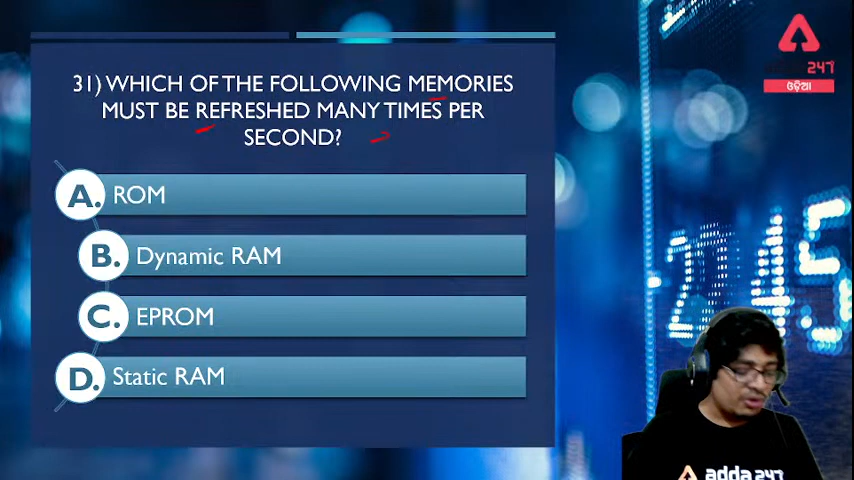 31) WHICH OF THE FOLLOWING MEMORIES
MUST BE REFRESHED MANY TIMES PER
SECOND?
A. ROM
B. Dynamic RAM
C. EPROM
D. Static RAM
247
ଓଡ଼ିଆ
adda247